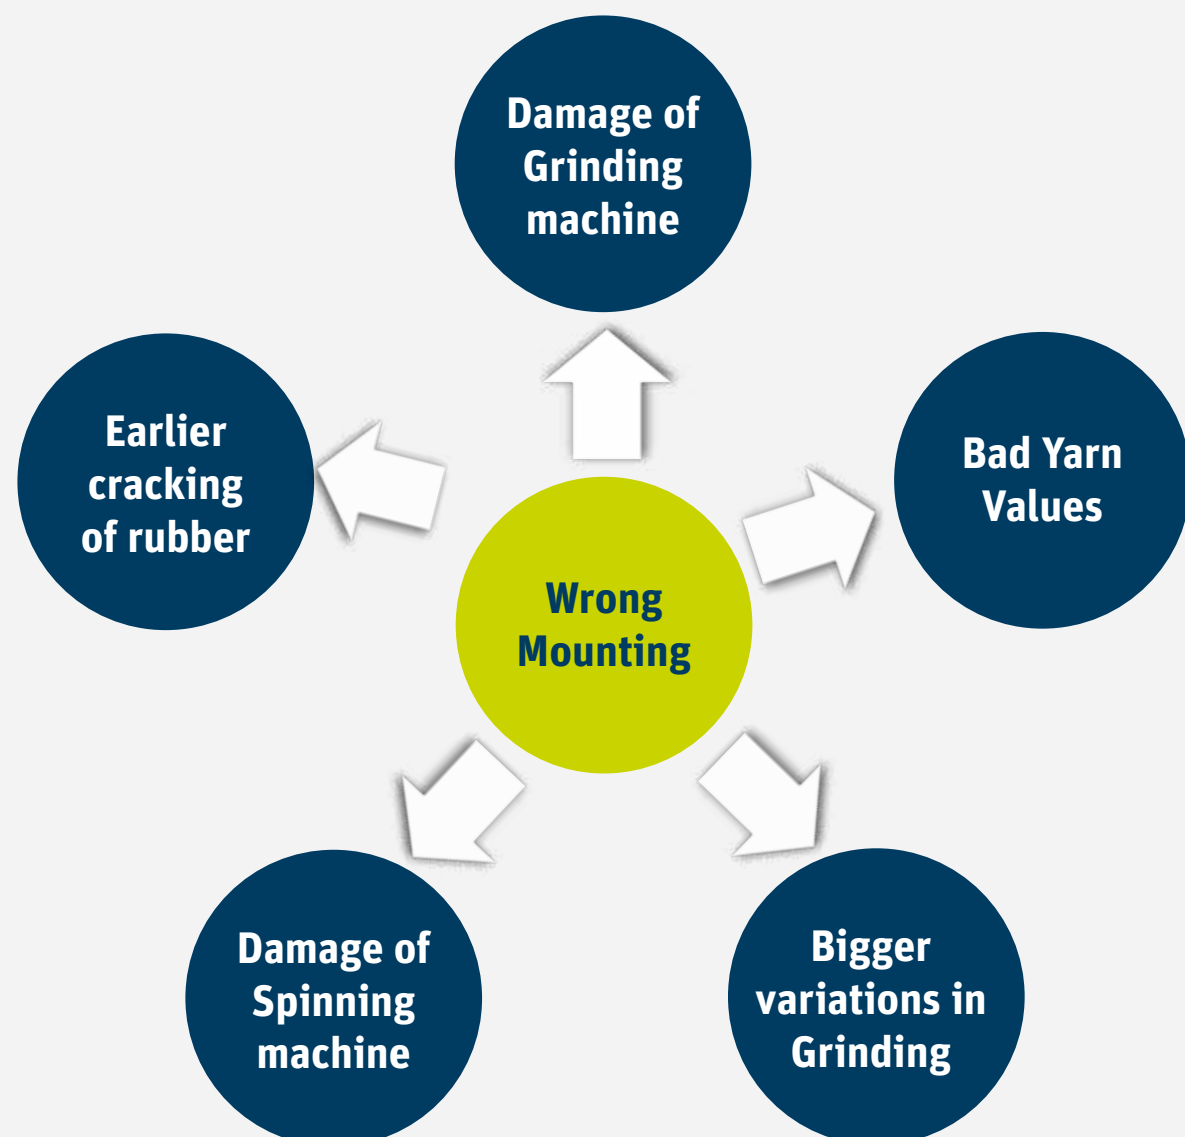 Damage of
Grinding
machine
Earlier
cracking
of rubber
Bad Yarn
Values
Wrong
Mounting
Damage of
Spinning
machine
Bigger
variations in
Grinding